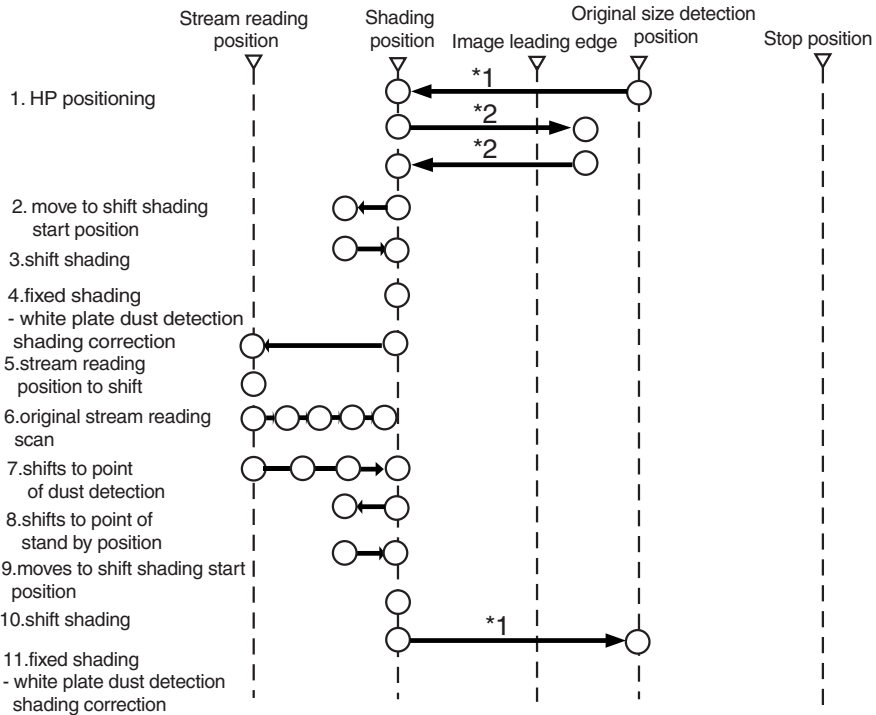 Stream reading
position
Shading
position
Image leading edge
Original size detection
position
Stop position
1. HP positioning
*1
*2
*2
2. move to shift shading
start position
3.shift shading
4.fixed shading
- white plate dust detection
shading correction
5.stream reading
position to shift
6.original stream reading
scan
7.shifts to point
of dust detection
8.shifts to point of
stand by position
9.moves to shift shading start
position
10.shift shading
*1
11.fixed shading
- white plate dust detection
shading correction